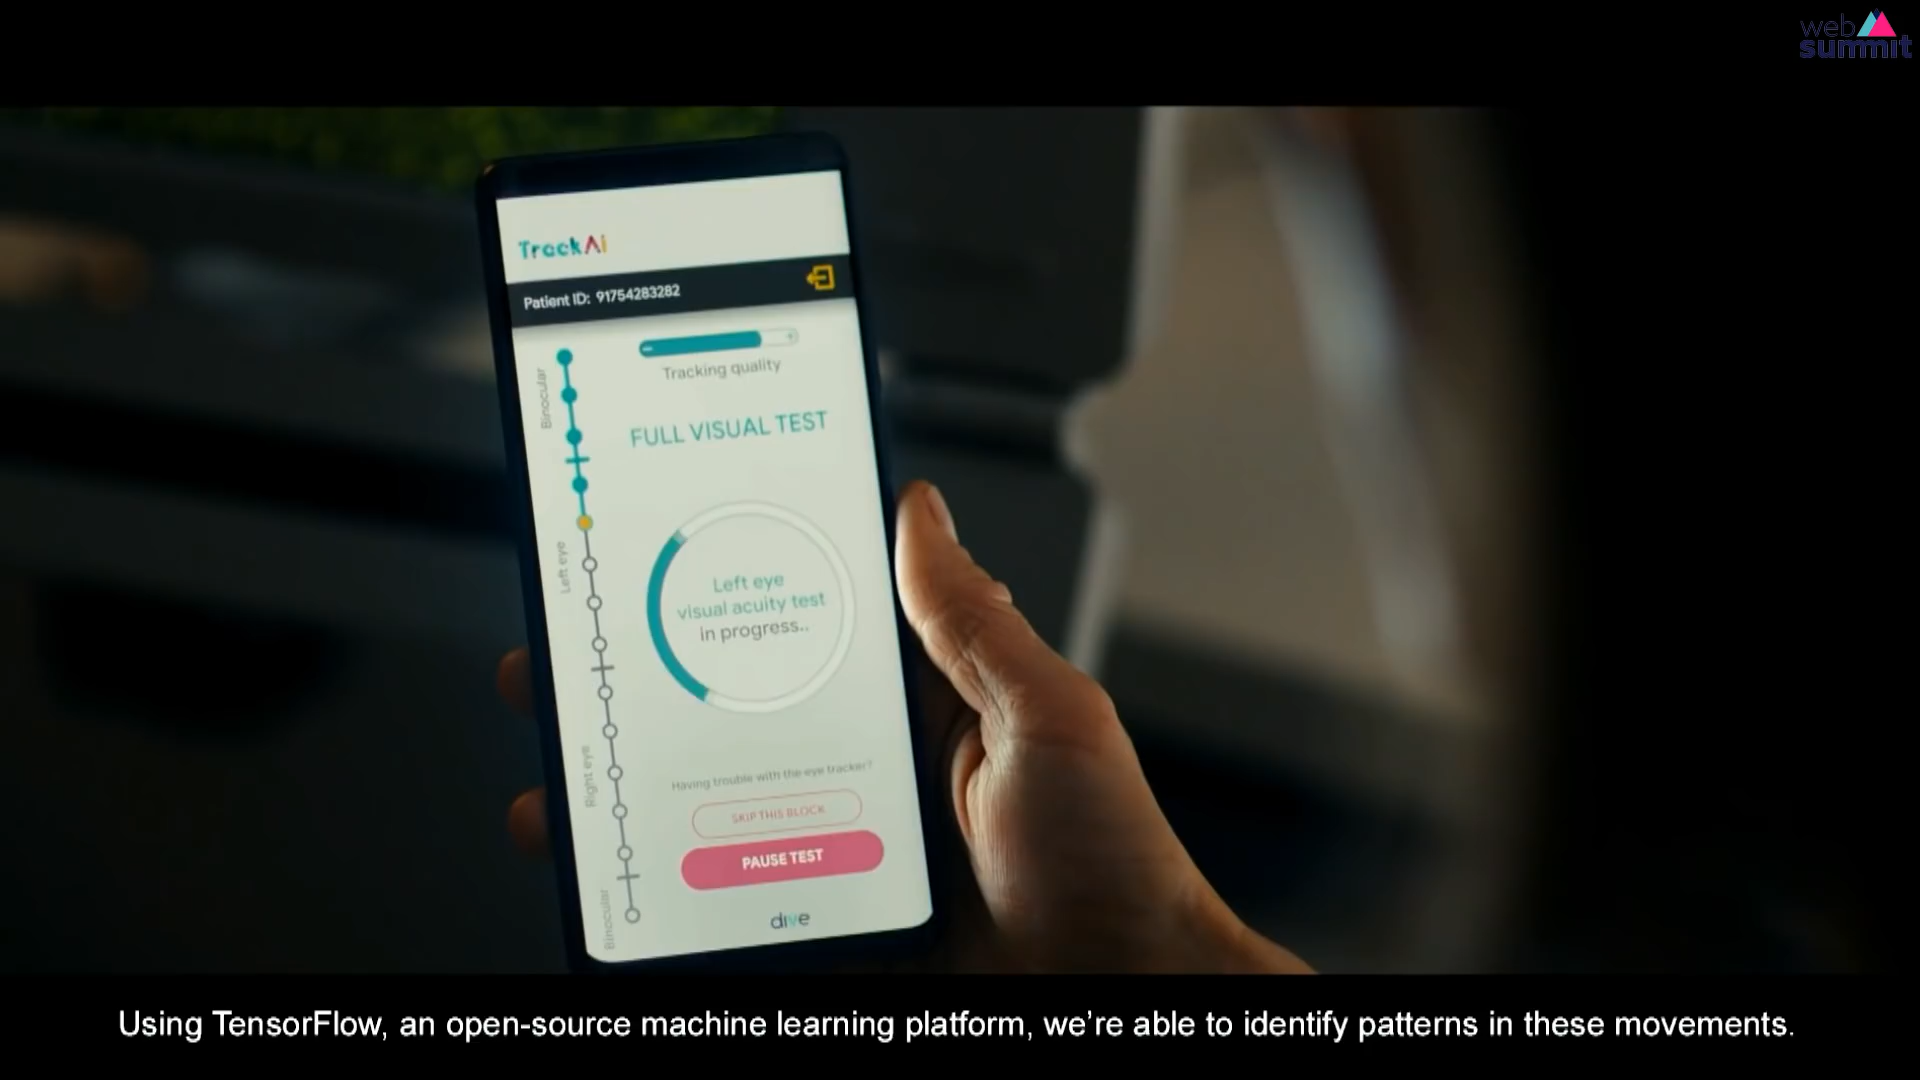 web
summit
TrackAi
Patient ID: 91754283282
Tracking quality
FULL VISUAL TEST
Binocular
Left eye
Right eye
Binocular
Left eye
visual acuity test
in progress..
Having trouble with the eye tracker?
SKIP THIS BLOCK
PAUSE TEST
dive
Using TensorFlow, an open-source machine learning platform, we're able to identify patterns in these movements.